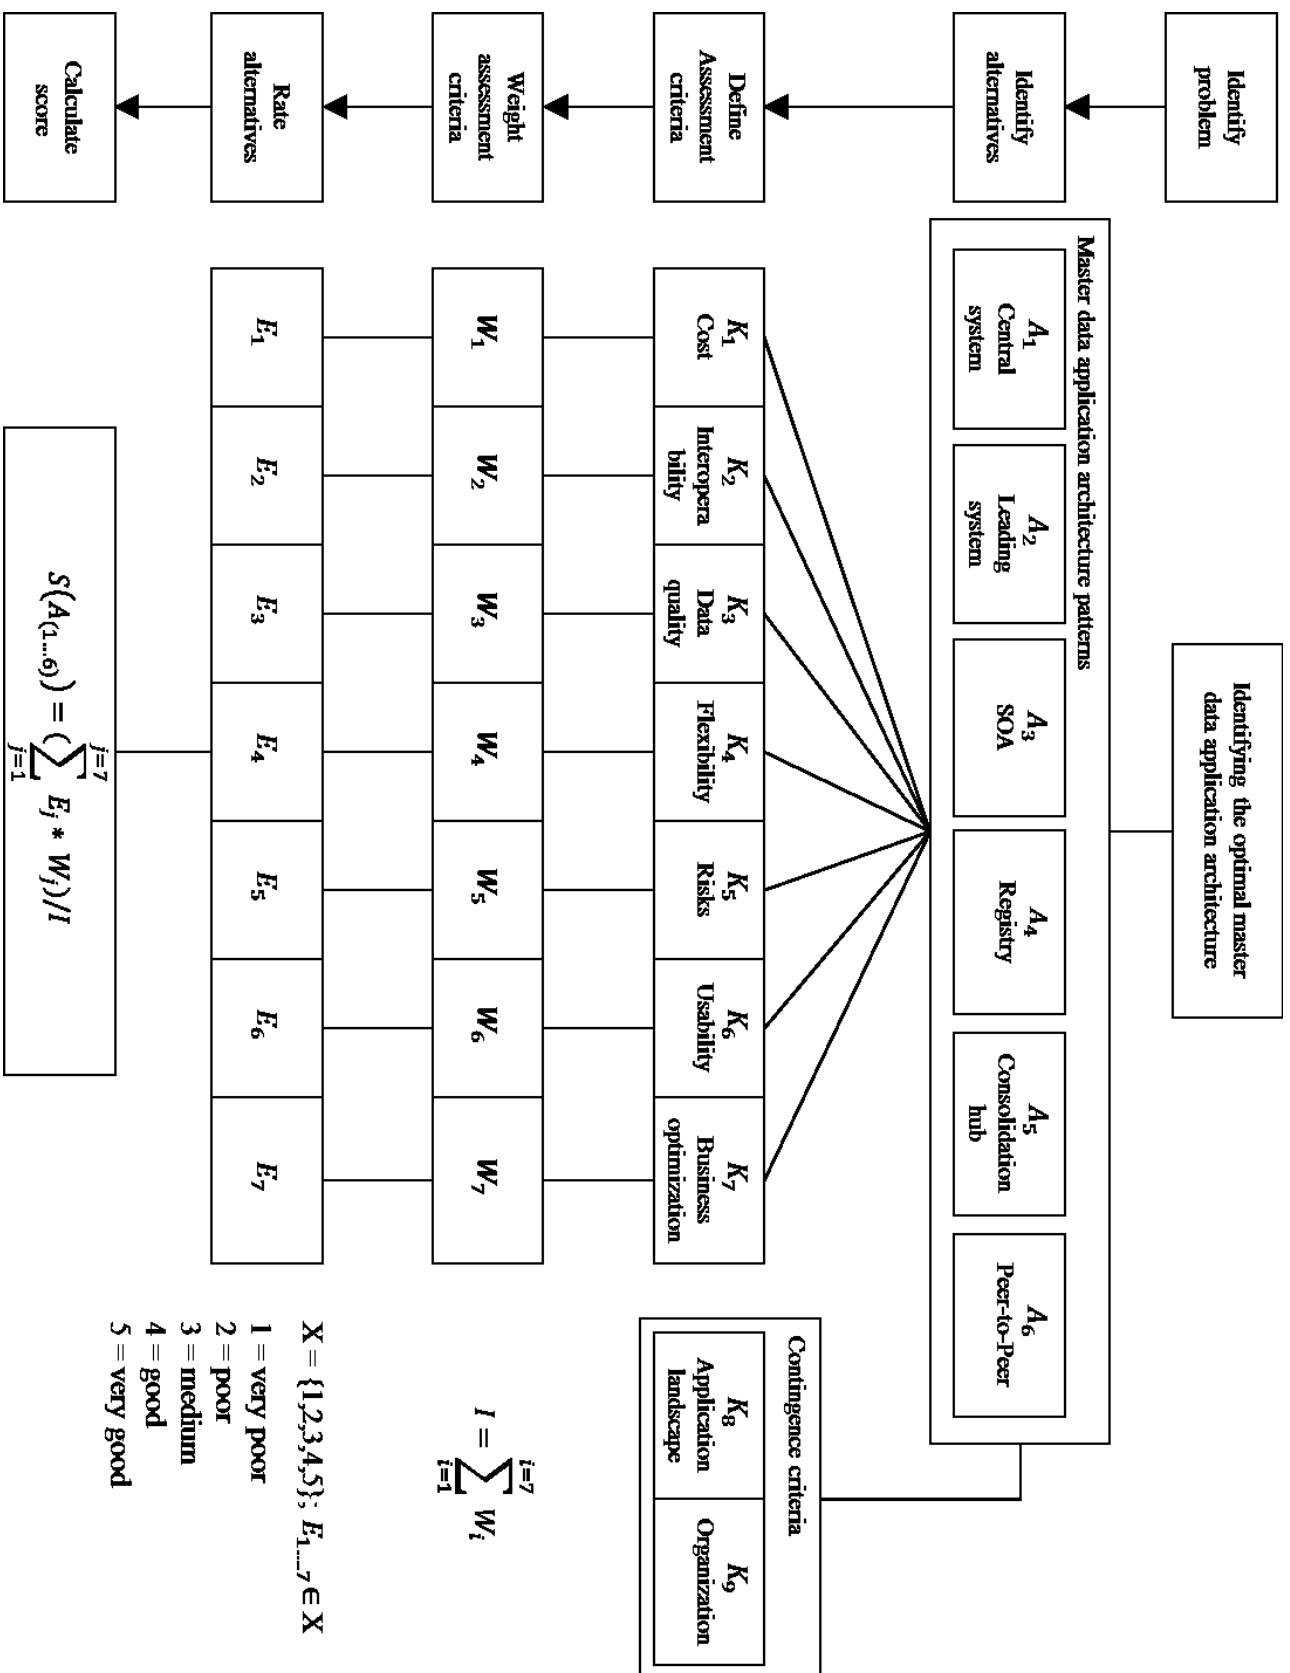 Identify
problem
Identifying the optimal master
data application architecture
Identify
alternatives
Master data application architecture patterns
A₁
Central
system
A₂
Leading
system
A₃
SOA
A₄
Registry
A₅
Consolidation
hub
A₆
Peer-to-Peer
Define
Assessment
criteria
K₁
Cost
K₂
Interopera
bility
K₃
Data
quality
K₄
Flexibility
K₅
Risks
K₆
Usability
K₇
Business
optimization
Contingence criteria
K₈
Application
landscape
K₉
Organization
Weight
assessment
criteria
W₁
W₂
W₃
W₄
W₅
W₆
W₇
I = ∑_{i=1}^{i=7} Wᵢ
Rate
alternatives
E₁
E₂
E₃
E₄
E₅
E₆
E₇
X = {1,2,3,4,5}; E₁…₇ ∈ X
1 = very poor
2 = poor
3 = medium
4 = good
5 = very good
Calculate
score
S(A₍₁…₆₎) = (∑_{j=1}^{j=7} Eⱼ * Wⱼ)/I